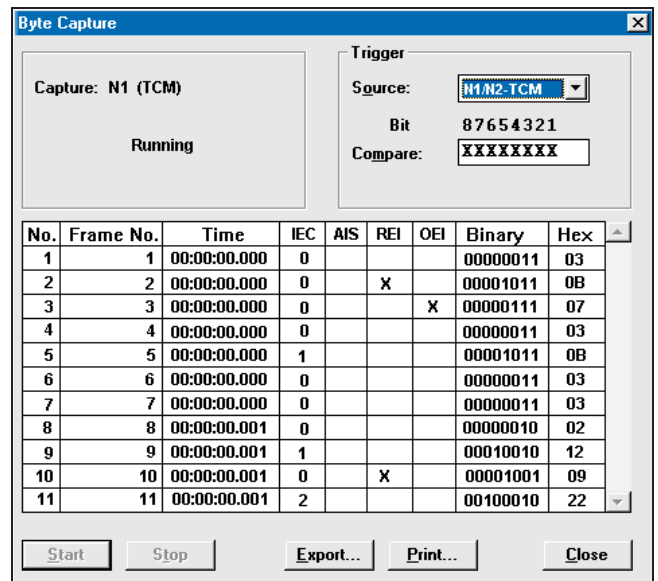 Byte Capture
Capture: N1 (TCM)
Running
Trigger
Source: N1/N2-TCM
Bit 87654321
Compare: XXXXXXXX
No. Frame No. Time IEC AIS REI OEI Binary Hex
1 1 00:00:00.000 0 00000011 03
2 2 00:00:00.000 0 X 00001011 0B
3 3 00:00:00.000 0 X 00000111 07
4 4 00:00:00.000 0 00000011 03
5 5 00:00:00.000 1 00001011 0B
6 6 00:00:00.000 0 00000011 03
7 7 00:00:00.000 0 00000011 03
8 8 00:00:00.001 0 00000010 02
9 9 00:00:00.001 1 00010010 12
10 10 00:00:00.001 0 X 00001001 09
11 11 00:00:00.001 2 00100010 22
Start Stop Export... Print... Close